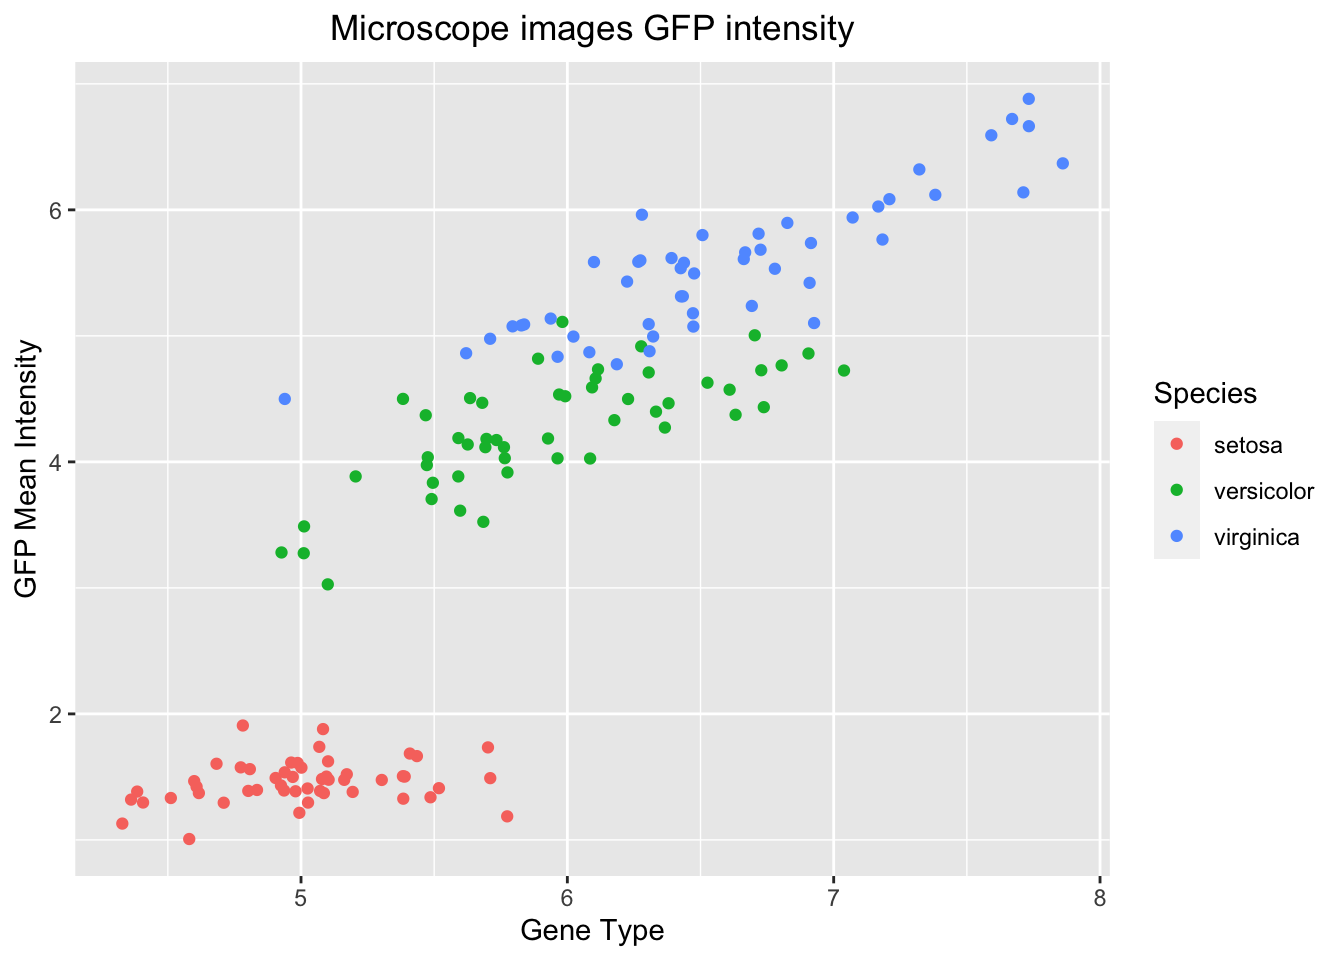 Microscope images GFP intensity
GFP Mean Intensity
6
4
2
5
6
7
8
Gene Type
Species
setosa
versicolor
virginica